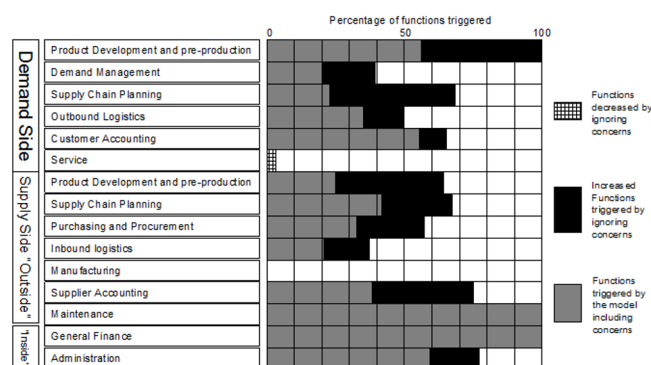 Percentage of functions triggered
0 50 100
Demand Side
Product Development and pre-production
Demand Management
Supply Chain Planning
Outbound Logistics
Customer Accounting
Service
Supply Side "Outside"
Product Development and pre-production
Supply Chain Planning
Purchasing and Procurement
Inbound logistics
Manufacturing
Supplier Accounting
Maintenance
"Inside"
General Finance
Administration
Functions
decreased by
ignoring
concerns
Increased
Functions
triggered by
ignoring
concerns
Functions
triggered by
the model
including
concerns